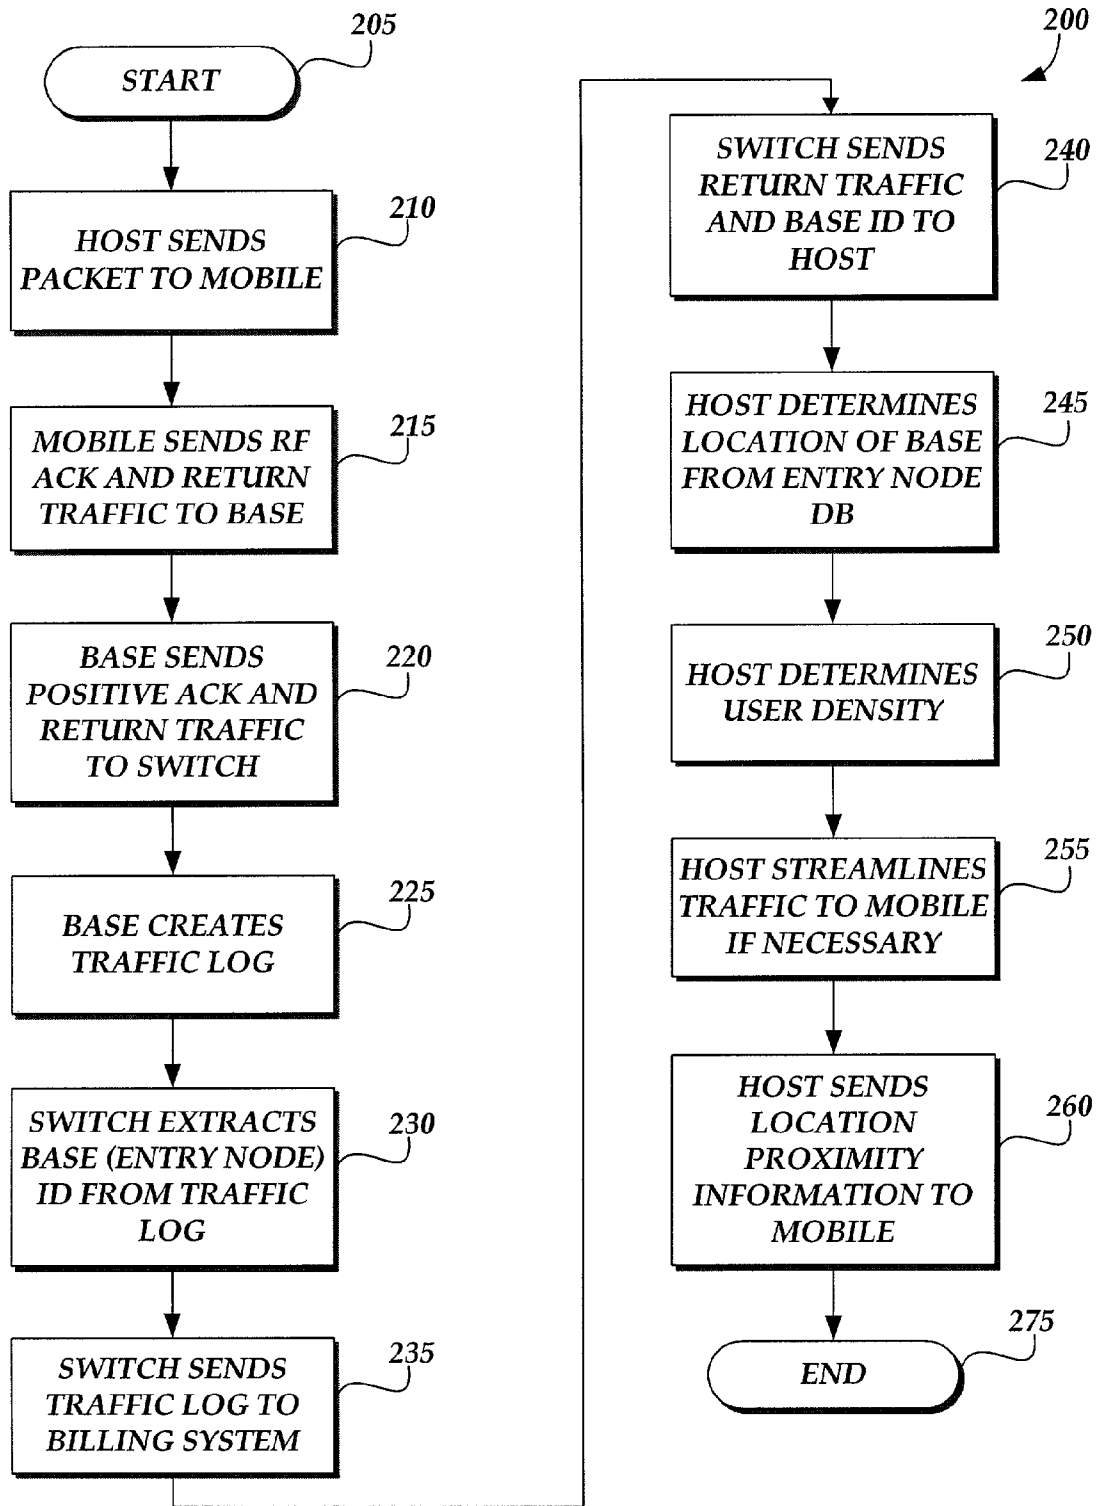 205
START
210
HOST SENDS
PACKET TO MOBILE
215
MOBILE SENDS RF
ACK AND RETURN
TRAFFIC TO BASE
220
BASE SENDS
POSITIVE ACK AND
RETURN TRAFFIC
TO SWITCH
225
BASE CREATES
TRAFFIC LOG
230
SWITCH EXTRACTS
BASE (ENTRY NODE)
ID FROM TRAFFIC
LOG
235
SWITCH SENDS
TRAFFIC LOG TO
BILLING SYSTEM
200
240
SWITCH SENDS
RETURN TRAFFIC
AND BASE ID TO
HOST
245
HOST DETERMINES
LOCATION OF BASE
FROM ENTRY NODE
DB
250
HOST DETERMINES
USER DENSITY
255
HOST STREAMLINES
TRAFFIC TO MOBILE
IF NECESSARY
260
HOST SENDS
LOCATION
PROXIMITY
INFORMATION TO
MOBILE
275
END